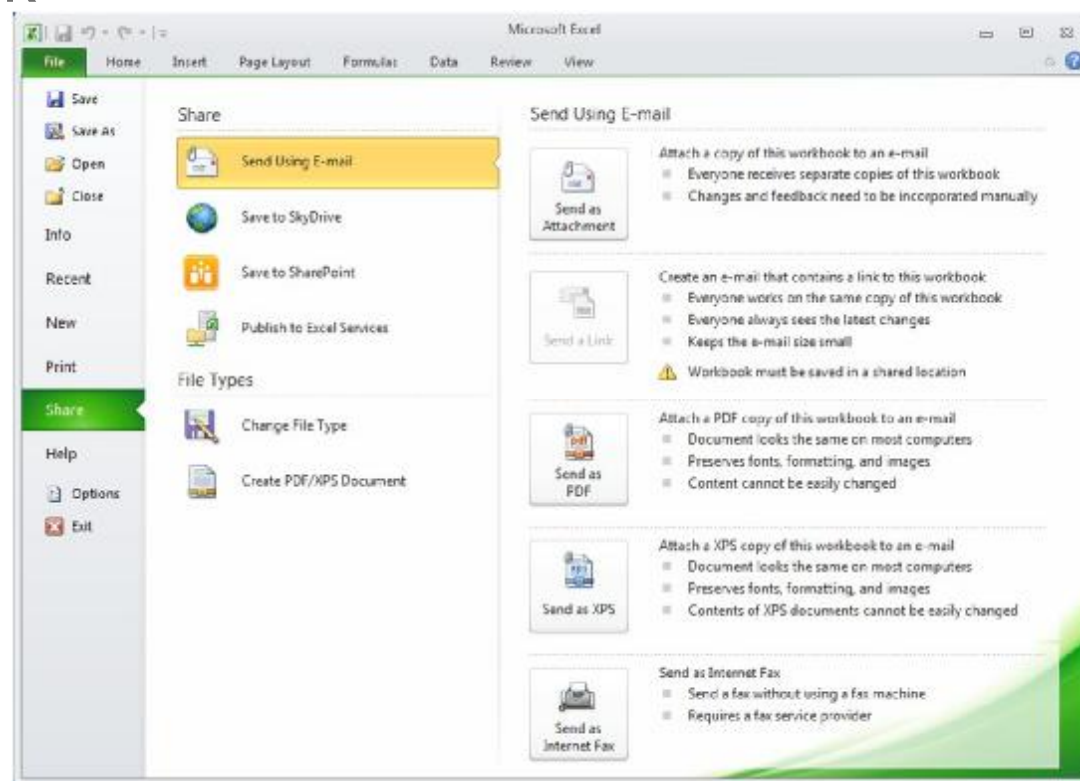 Microsoft Excel
File Home Insert Page Layout Formulas Data Review View
Save
Save As
Open
Close
Info
Recent
New
Print
Share
Help
Options
Exit
Share
Send Using E-mail
Save to SkyDrive
Save to SharePoint
Publish to Excel Services
File Types
Change File Type
Create PDF/XPS Document
Send Using E-mail
Send as
Attachment
Attach a copy of this workbook to an e-mail
Everyone receives separate copies of this workbook
Changes and feedback need to be incorporated manually
Send a Link
Create an e-mail that contains a link to this workbook
Everyone works on the same copy of this workbook
Everyone always sees the latest changes
Keeps the e-mail size small
Workbook must be saved in a shared location
Send as
PDF
Attach a PDF copy of this workbook to an e-mail
Document looks the same on most computers
Preserves fonts, formatting, and images
Content cannot be easily changed
Send as XPS
Attach a XPS copy of this workbook to an e-mail
Document looks the same on most computers
Preserves fonts, formatting, and images
Contents of XPS documents cannot be easily changed
Send as
Internet Fax
Send as Internet Fax
Send a fax without using a fax machine
Requires a fax service provider